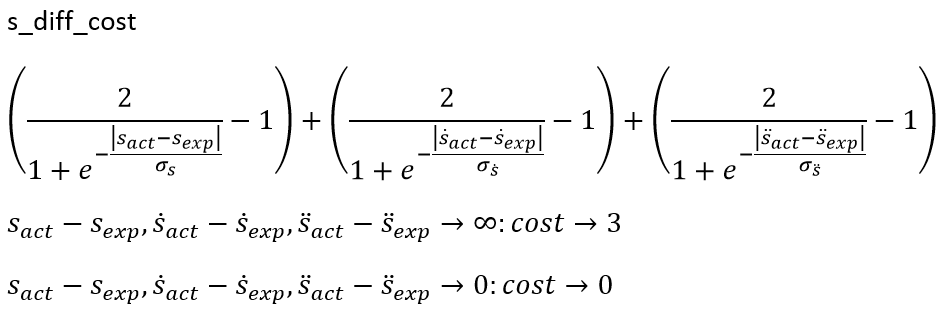 s_diff_cost
(2/(1 + e^(-|s_act−s_exp|/σ_s)) − 1) + (2/(1 + e^(-|ṡ_act−ṡ_exp|/σ_ṡ)) − 1) + (2/(1 + e^(-|s̈_act−s̈_exp|/σ_s̈)) − 1)
s_act − s_exp, ṡ_act − ṡ_exp, s̈_act − s̈_exp → ∞: cost → 3
s_act − s_exp, ṡ_act − ṡ_exp, s̈_act − s̈_exp → 0: cost → 0